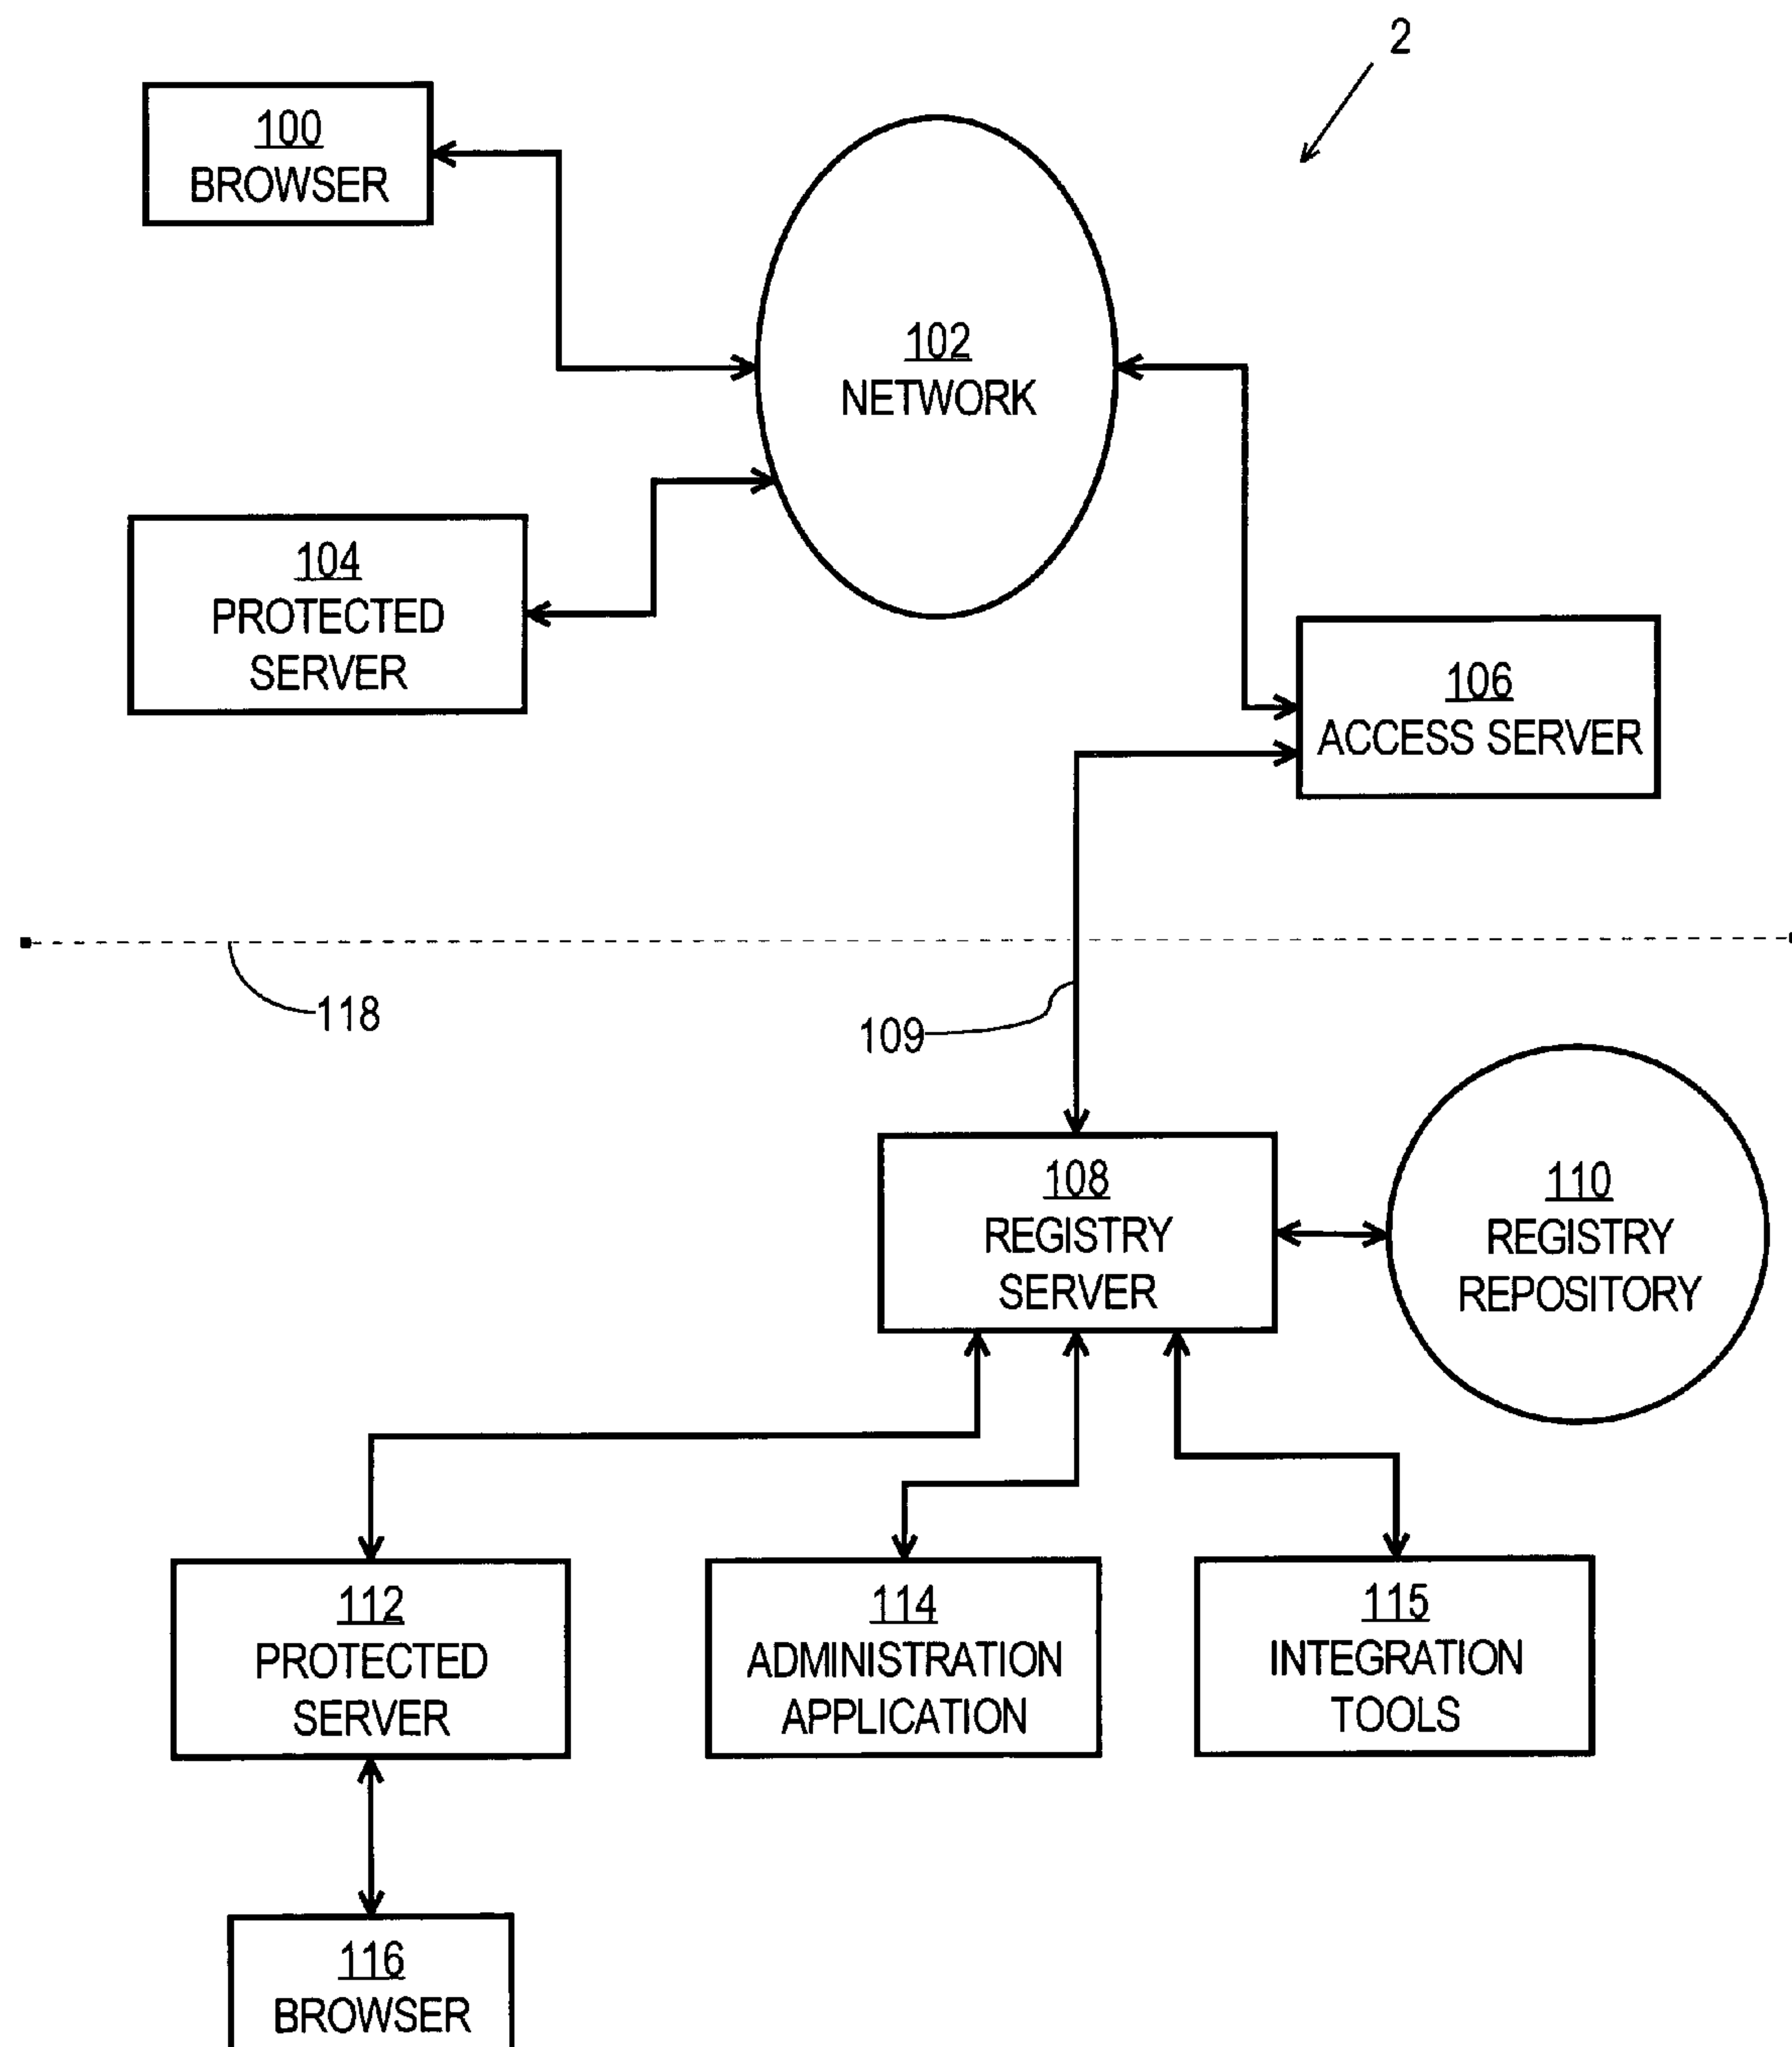 2
100
BROWSER
102
NETWORK
104
PROTECTED
SERVER
106
ACCESS SERVER
118
109
108
REGISTRY
SERVER
110
REGISTRY
REPOSITORY
112
PROTECTED
SERVER
114
ADMINISTRATION
APPLICATION
115
INTEGRATION
TOOLS
116
BROWSER